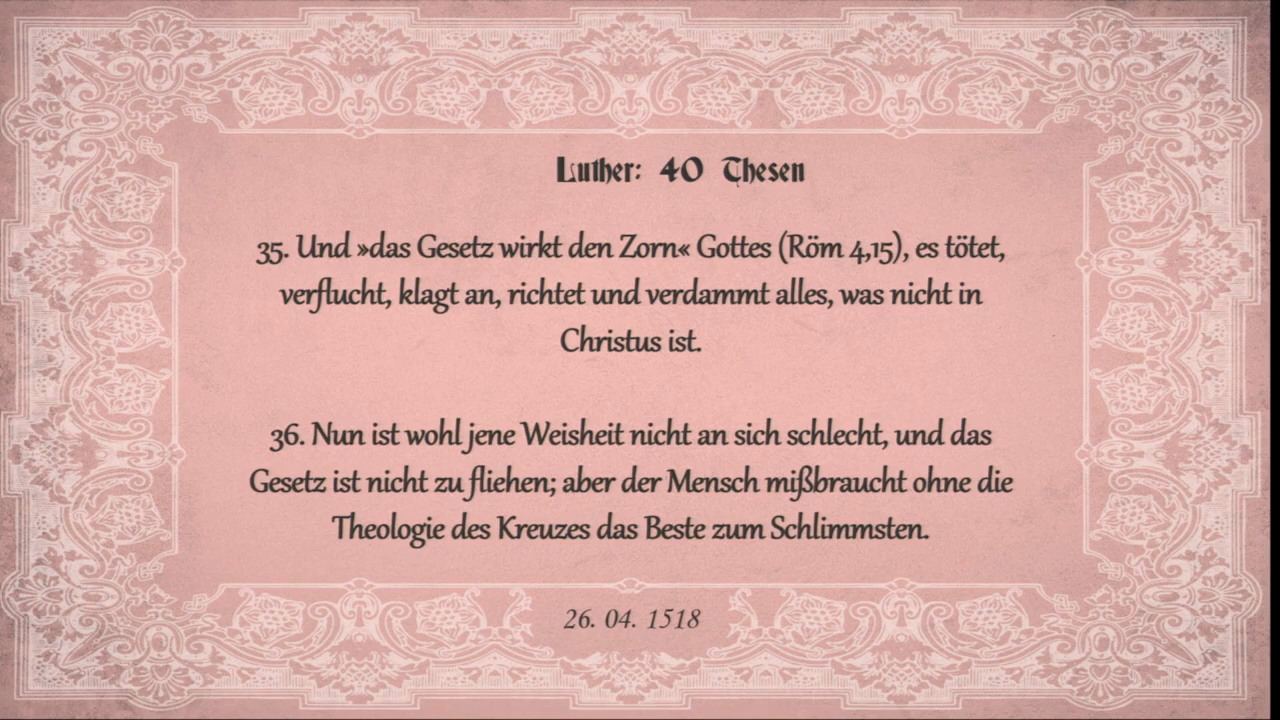 Luther: 40 Thesen
35. Und »das Gesetz wirkt den Zorn« Gottes (Röm 4,15), es tötet,
verflucht, klagt an, richtet und verdammt alles, was nicht in
Christus ist.
36. Nun ist wohl jene Weisheit nicht an sich schlecht, und das
Gesetz ist nicht zu fliehen; aber der Mensch mißbraucht ohne die
Theologie des Kreuzes das Beste zum Schlimmsten.
26. 04. 1518